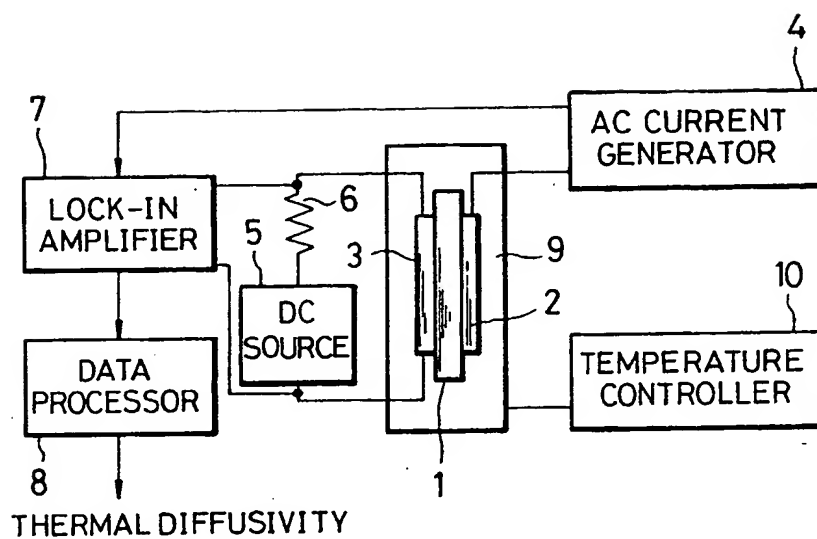 4
AC CURRENT
GENERATOR
7
LOCK-IN
AMPLIFIER
6
5
DC
SOURCE
3
9
2
10
TEMPERATURE
CONTROLLER
DATA
PROCESSOR
8
1
THERMAL DIFFUSIVITY